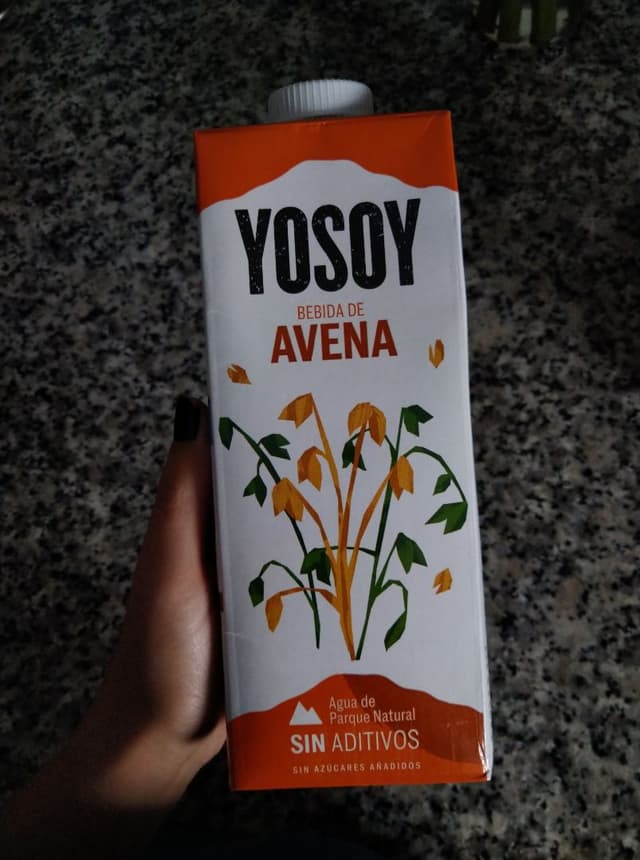 YOSOY
BEBIDA DE
AVENA
Agua de
Parque Natural
SIN ADITIVOS
SIN AZÚCARES AÑADIDOS